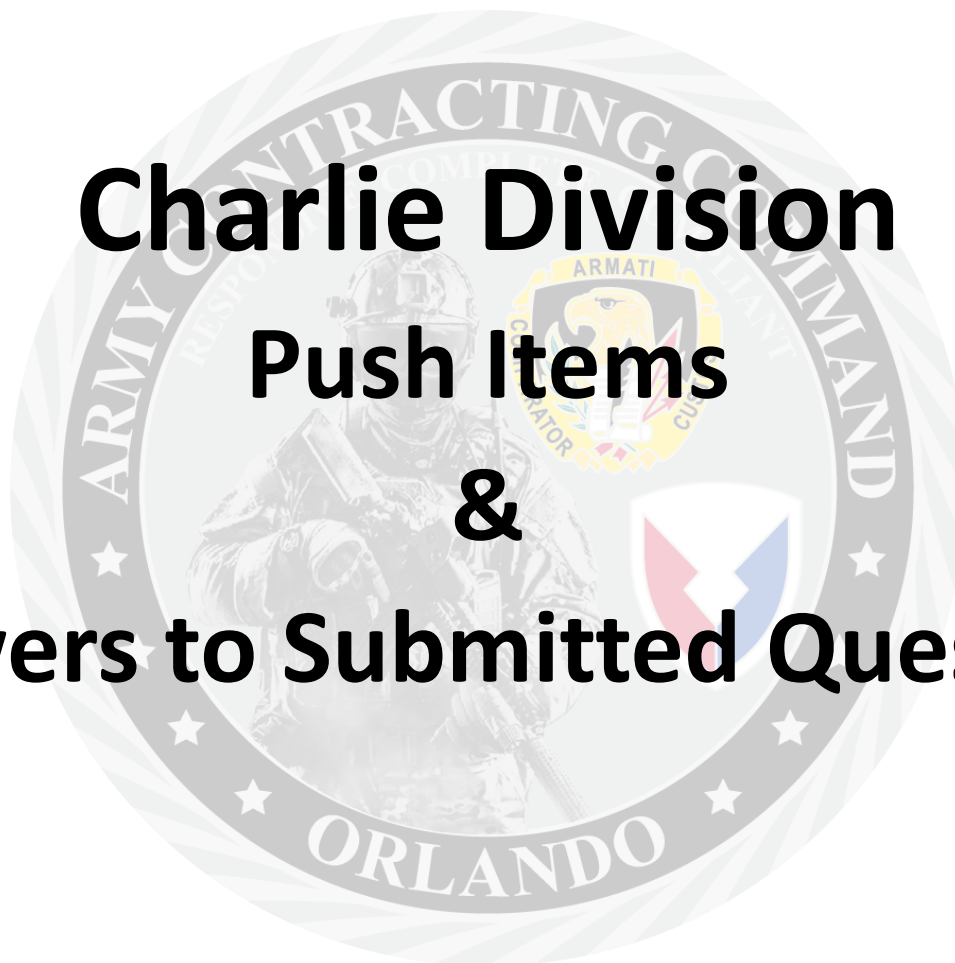 ARMY CONTRACTING COMMAND
Charlie Division
ARMATI
Push Items
&
vers to Submitted Ques
ORLANDO